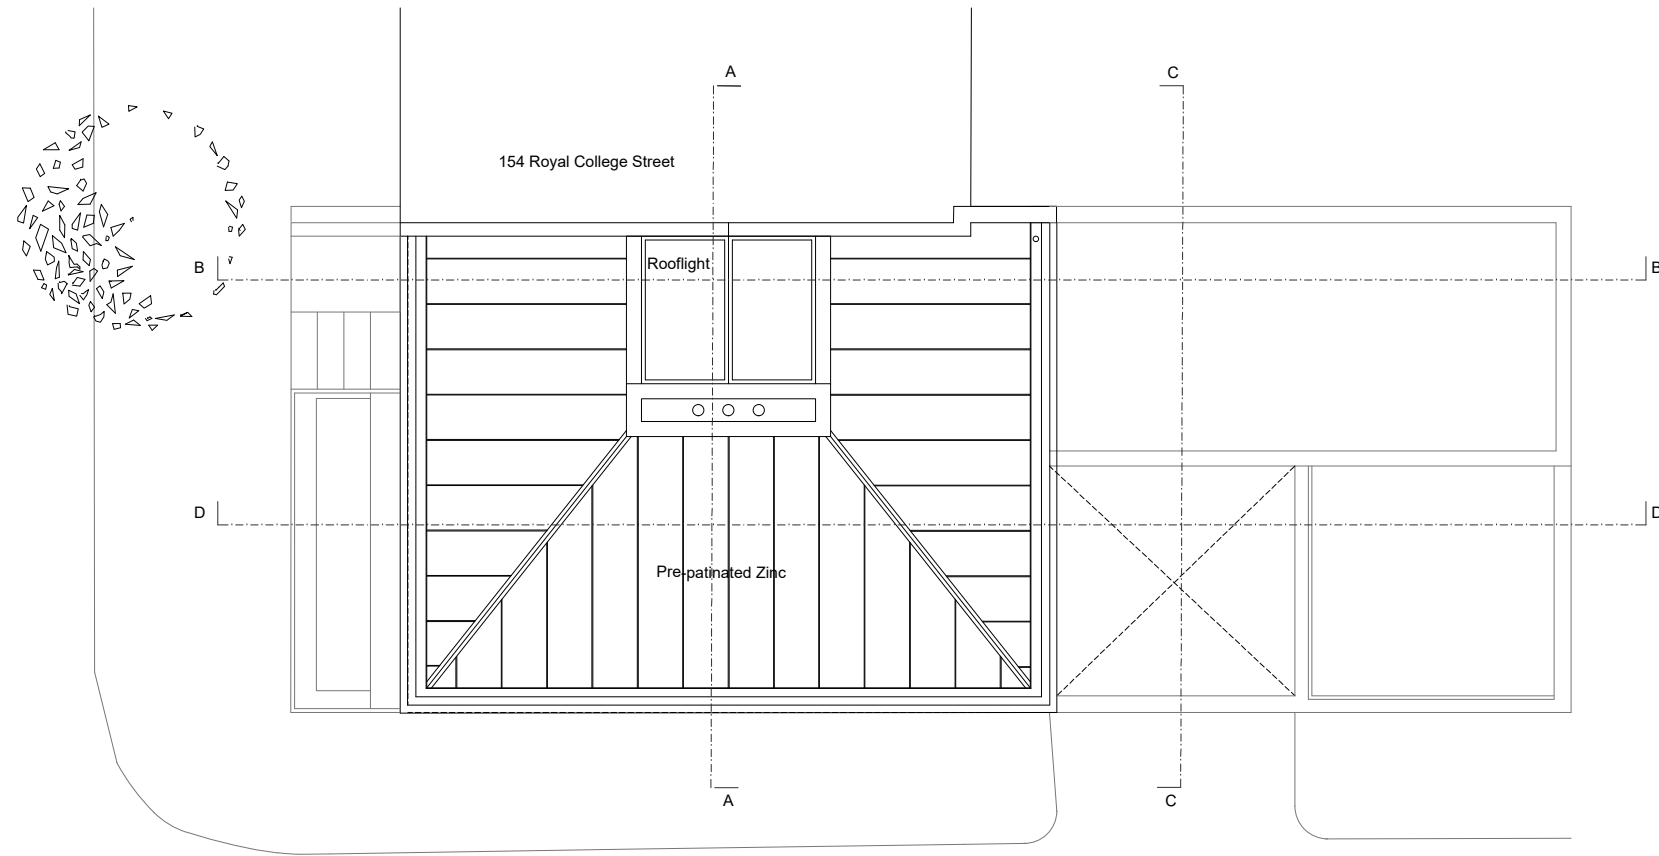 A
C
154 Royal College Street
B
Rooflight
B
D
D
Pre-patinated Zinc
A
C